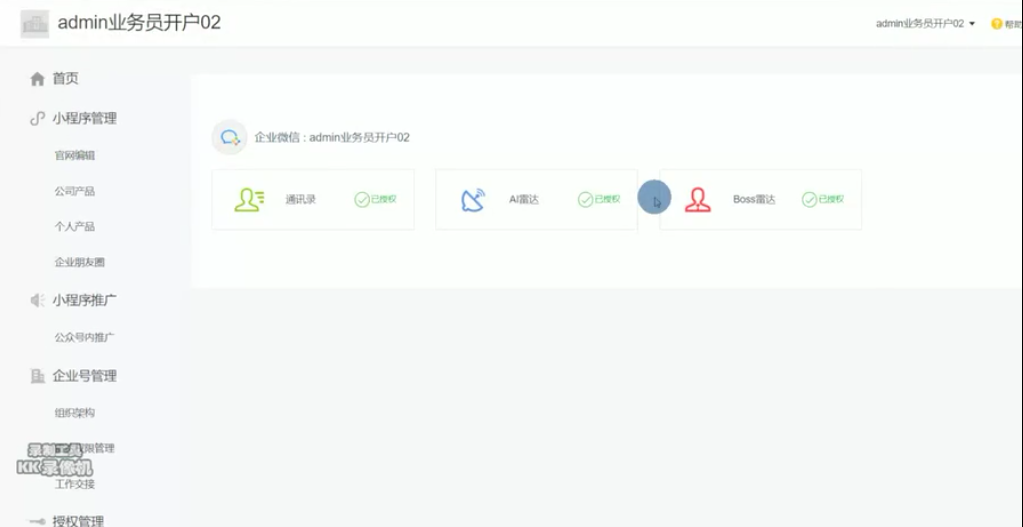 admin业务员开户02
admin业务员开户02
帮助
首页
小程序管理
官网编辑
公司产品
个人产品
企业朋友圈
小程序推广
公众号内推广
企业号管理
组织架构
限管理
工作交接
授权管理
企业微信 : admin业务员开户02
通讯录
已授权
AI雷达
已授权
Boss雷达
已授权
录制工具
KK录像机